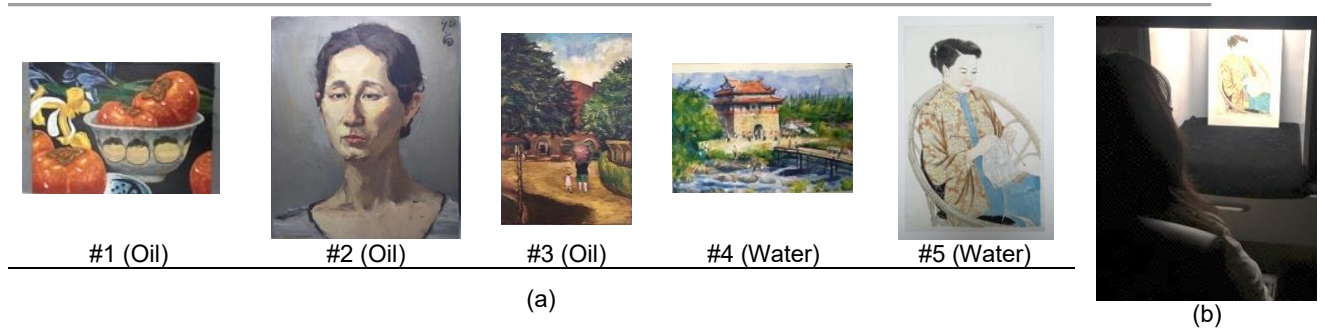 #1 (Oil)
#2 (Oil)
#3 (Oil)
#4 (Water)
#5 (Water)
(a)
(b)